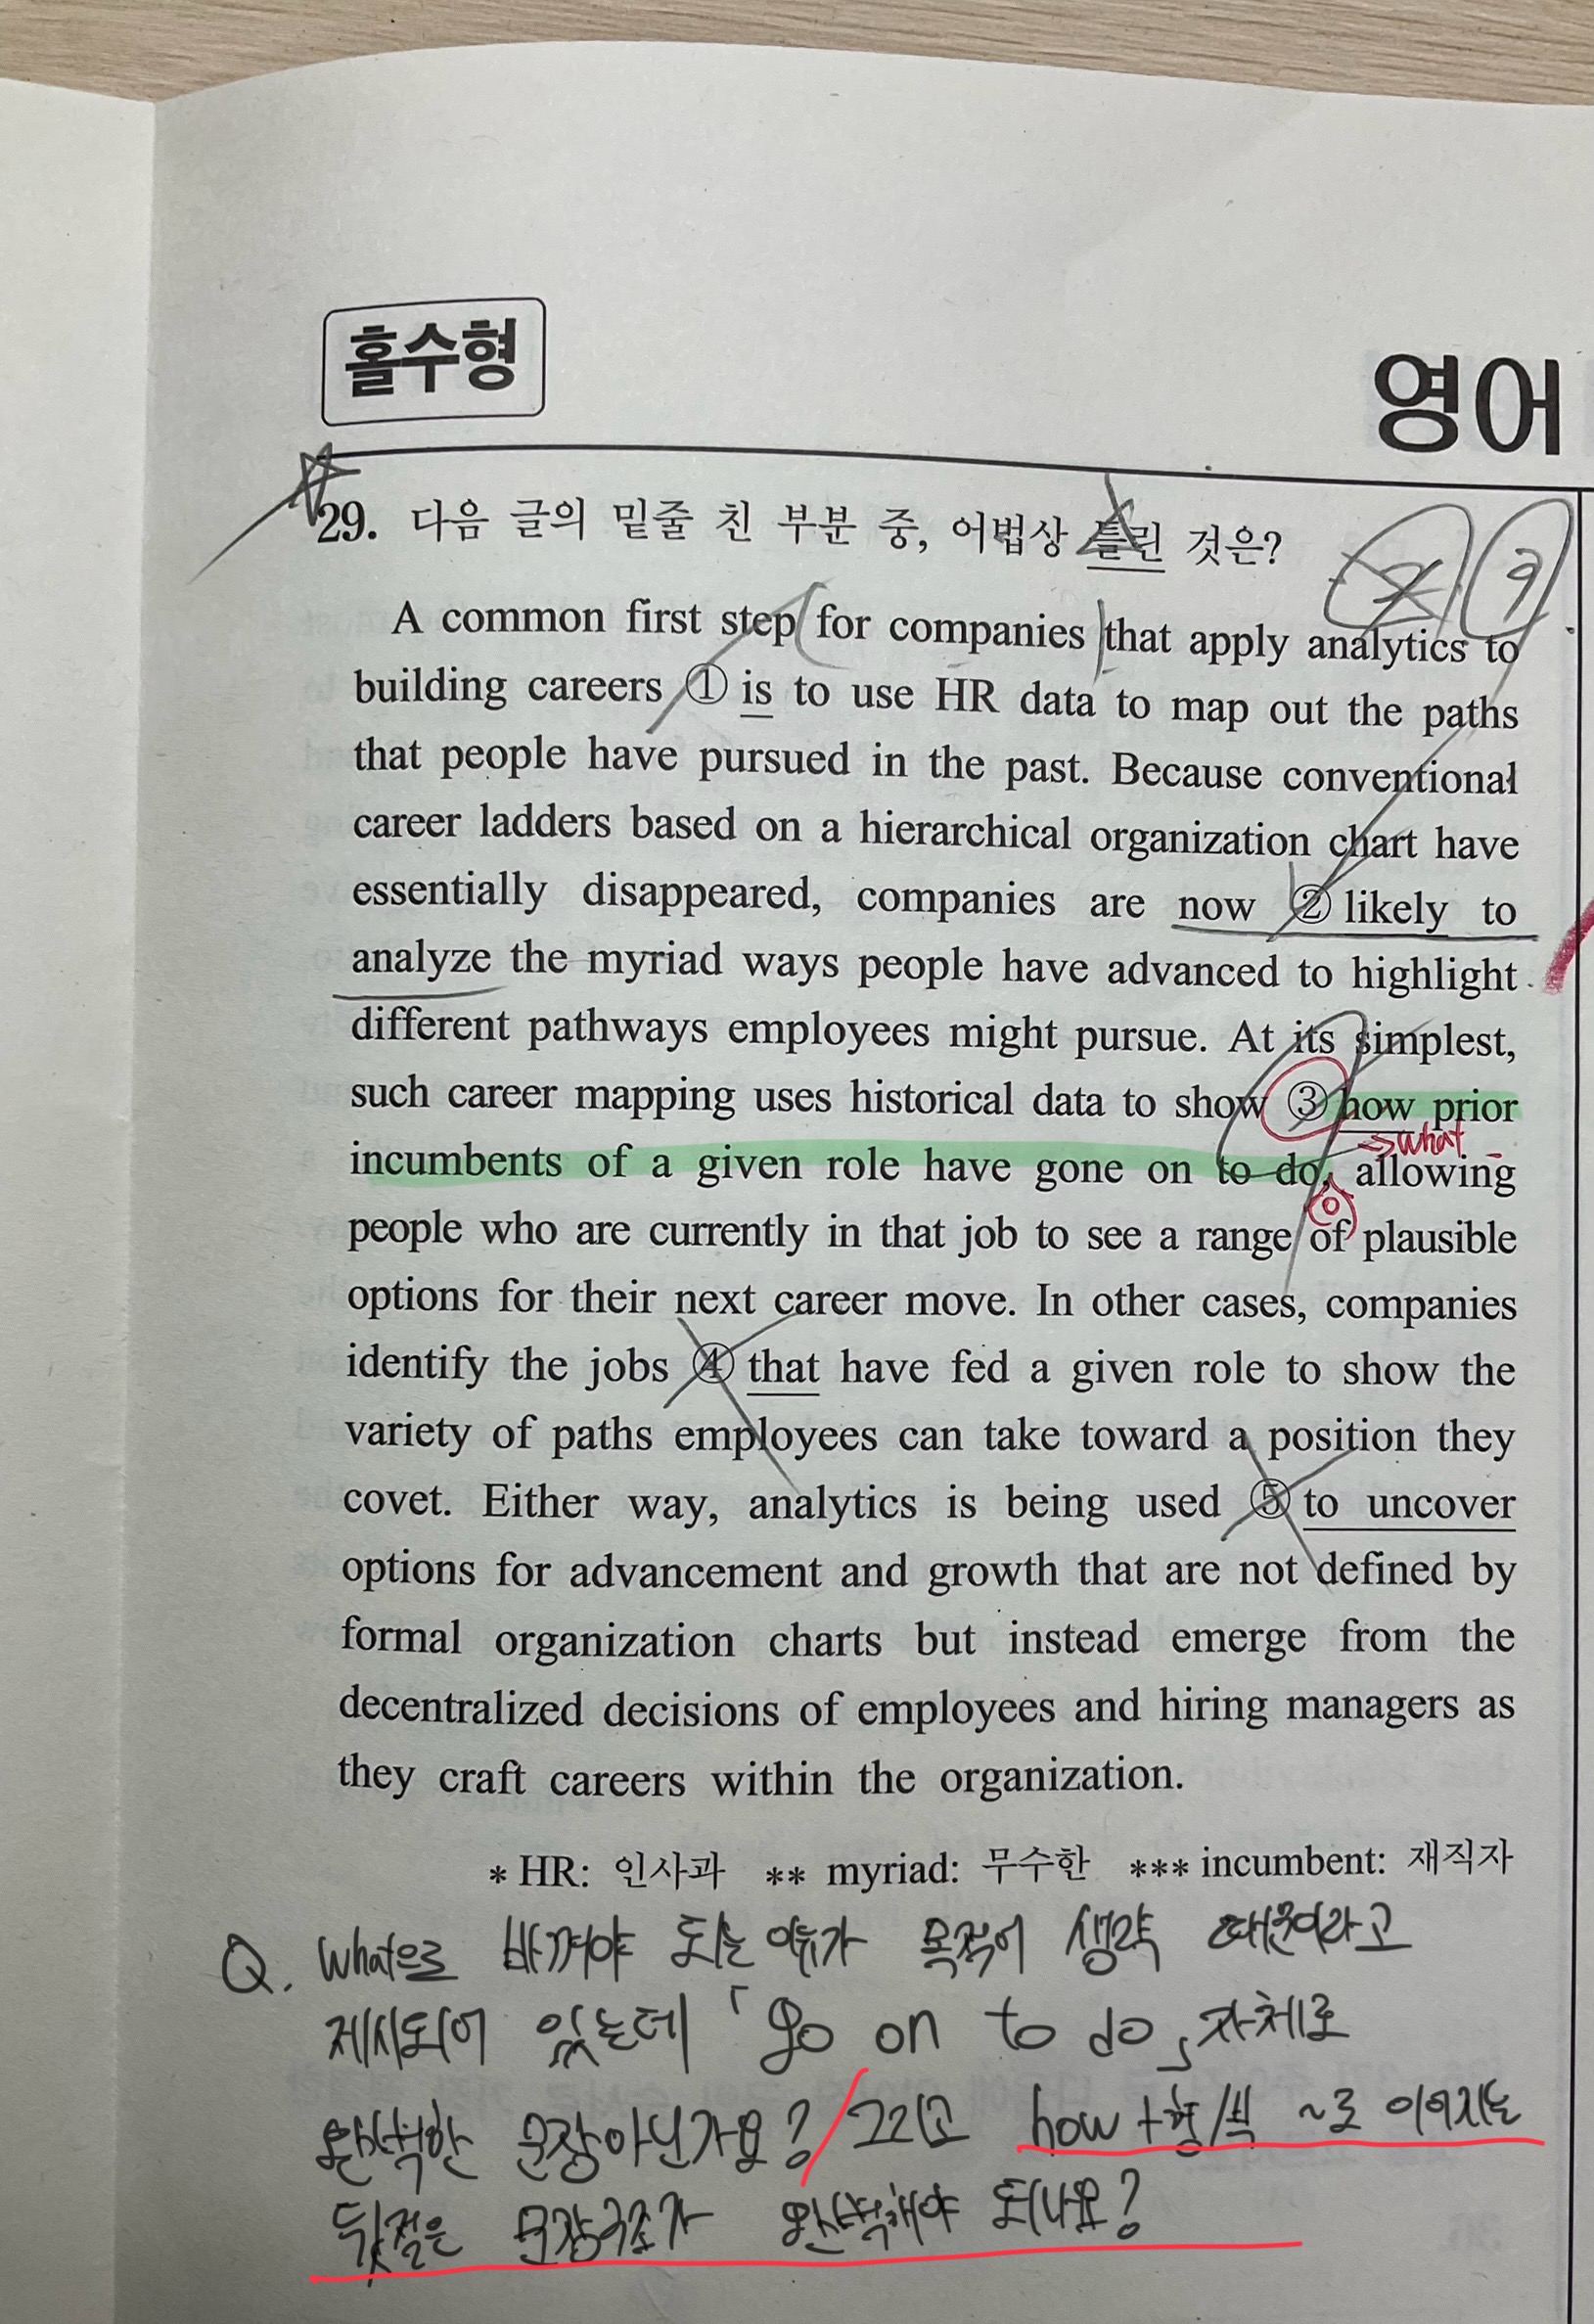 홀수형
영어
29. 다음 글의 밑줄 친 부분 중, 어법상 틀린 것은?
A common first step for companies that apply analytics to
building careers ① is to use HR data to map out the paths
that people have pursued in the past. Because conventional
career ladders based on a hierarchical organization chart have
essentially disappeared, companies are now ② likely to
analyze the myriad ways people have advanced to highlight
different pathways employees might pursue. At its simplest,
such career mapping uses historical data to show ③ how prior
→what
incumbents of a given role have gone on to do, allowing
people who are currently in that job to see a range of plausible
options for their next career move. In other cases, companies
identify the jobs ④ that have fed a given role to show the
variety of paths employees can take toward a position they
covet. Either way, analytics is being used ⑤ to uncover
options for advancement and growth that are not defined by
formal organization charts but instead emerge from the
decentralized decisions of employees and hiring managers as
they craft careers within the organization.
* HR: 인사과 ** myriad: 무수한 *** incumbent: 재직자
Q. What으로 바껴야 되는 이유가 목적어 생략 때문이라고
제시되어 있는데 「go on to do」자체로
완벽한 문장아닌가요? / 그리고 how +형/부 ~로 이어지는
뒷절은 문장구조가 완벽해야 되나요?